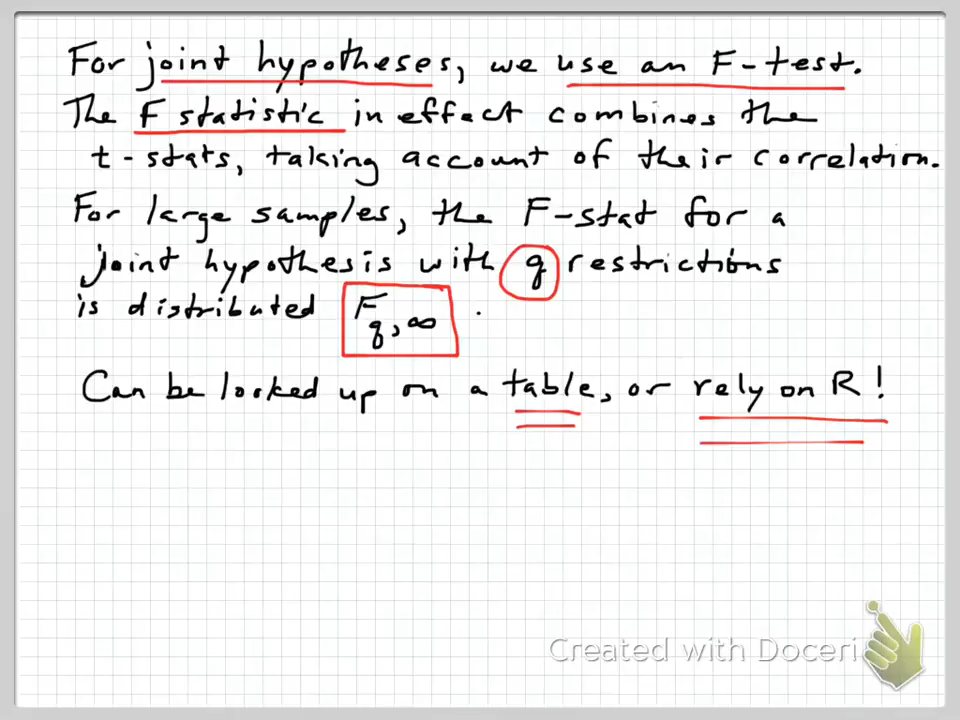 For joint hypotheses, we use an F-test.
The F statistic in effect combines the
t-stats, taking account of their correlation.
For large samples, the F-stat for a
joint hypothesis with q restrictions
is distributed F q, ∞ .
Can be looked up on a table, or rely on R!
Created with Doceri